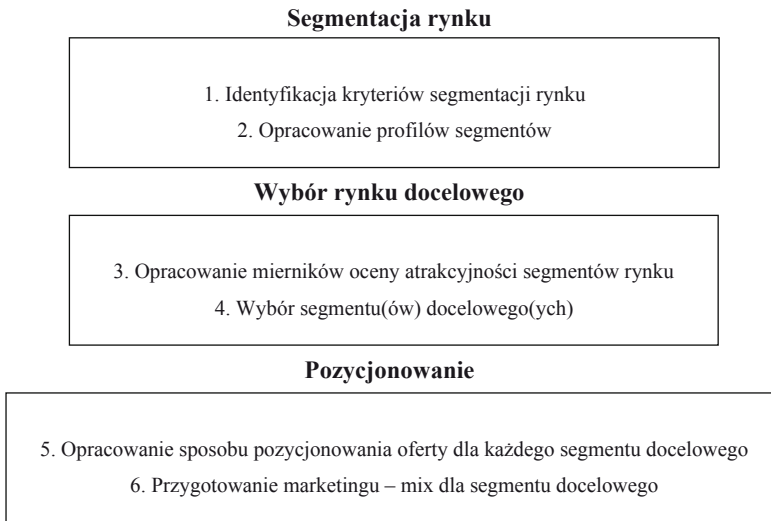 Segmentacja rynku
1. Identyfikacja kryteriów segmentacji rynku
2. Opracowanie profilów segmentów
Wybór rynku docelowego
3. Opracowanie mierników oceny atrakcyjności segmentów rynku
4. Wybór segmentu(ów) docelowego(ych)
Pozycjonowanie
5. Opracowanie sposobu pozycjonowania oferty dla każdego segmentu docelowego
6. Przygotowanie marketingu – mix dla segmentu docelowego